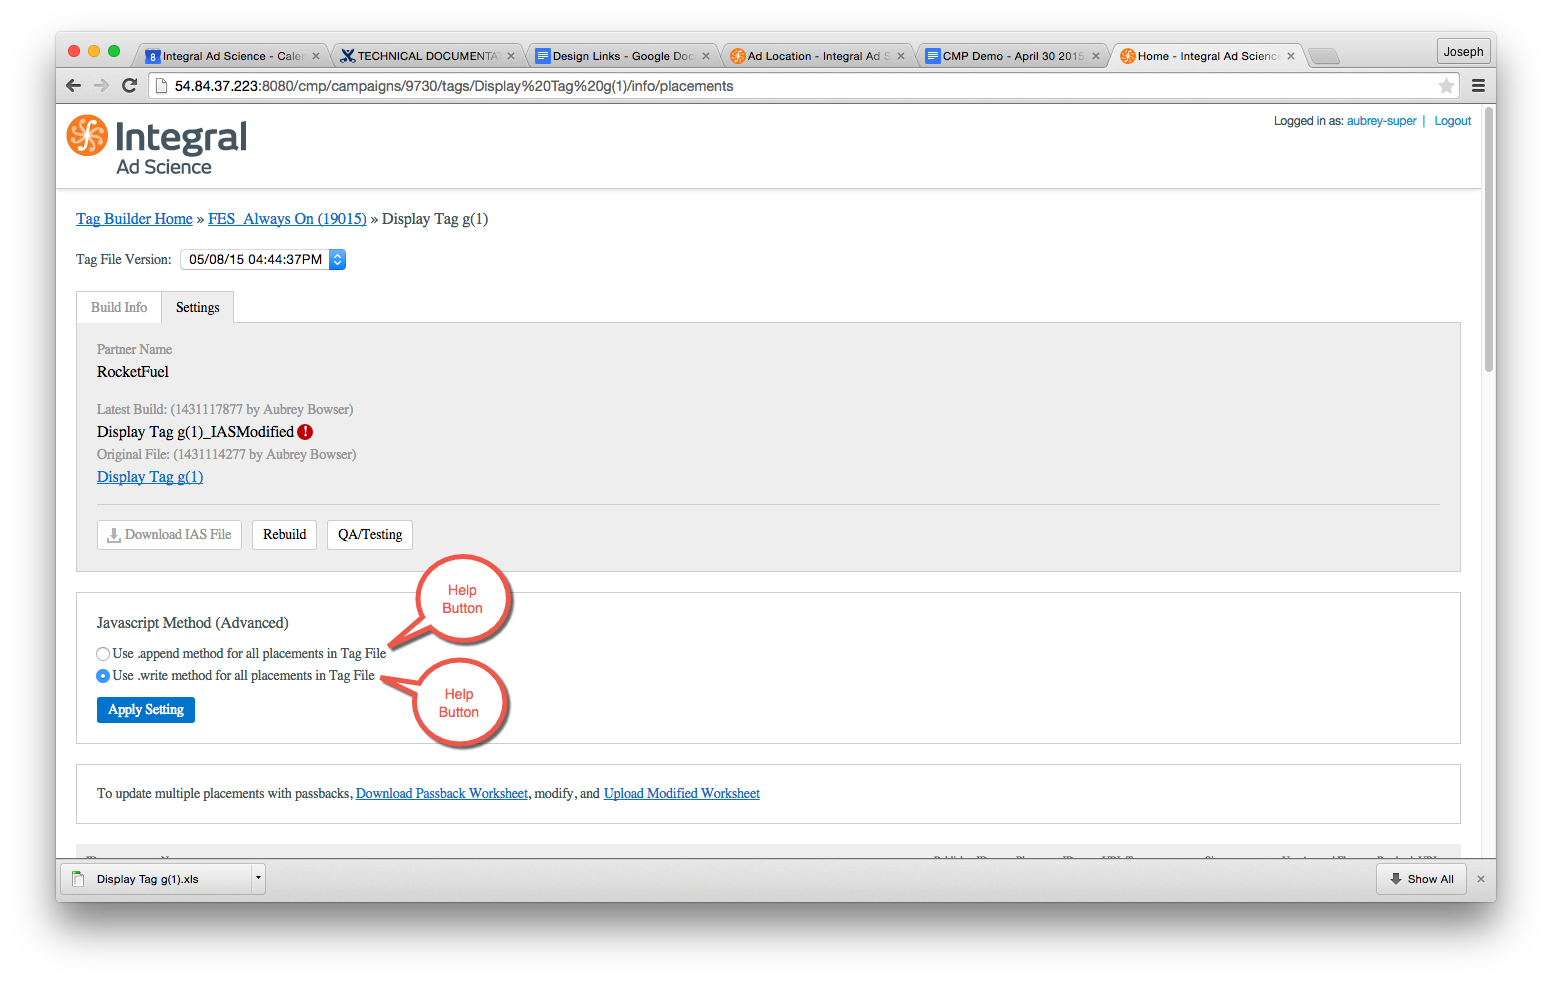 Integral Ad Science - Caler
TECHNICAL DOCUMENTAT
Design Links - Google Doc
Ad Location - Integral Ad S
CMP Demo - April 30 2015
Home - Integral Ad Science
Joseph
54.84.37.223:8080/cmp/campaigns/9730/tags/Display%20Tag%20g(1)/info/placements
Logged in as: aubrey-super | Logout
Integral
Ad Science
Tag Builder Home » FES_Always On (19015) » Display Tag g(1)
Tag File Version: 05/08/15 04:44:37PM
Build Info Settings
Partner Name
RocketFuel
Latest Build: (1431117877 by Aubrey Bowser)
Display Tag g(1)_IASModified !
Original File: (1431114277 by Aubrey Bowser)
Display Tag g(1)
Download IAS File Rebuild QA/Testing
Help
Button
Javascript Method (Advanced)
Use .append method for all placements in Tag File
Use .write method for all placements in Tag File
Help
Button
Apply Setting
To update multiple placements with passbacks, Download Passback Worksheet, modify, and Upload Modified Worksheet
Display Tag g(1).xls
Show All